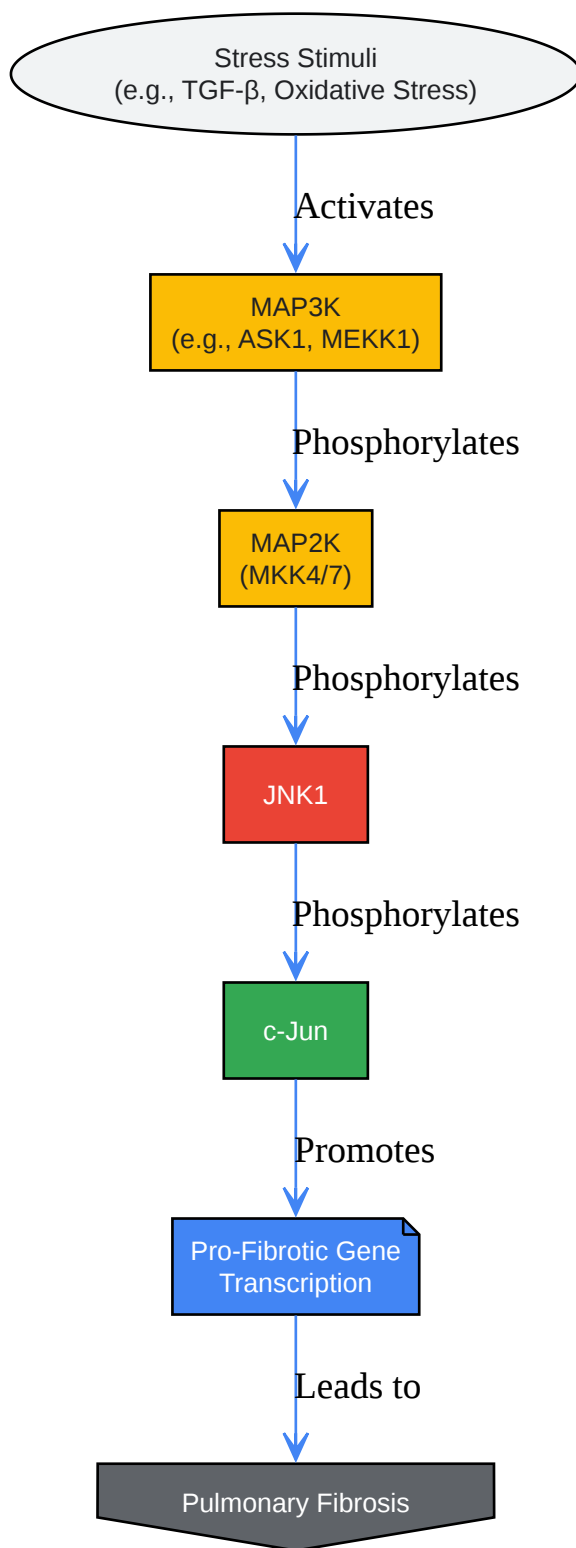 Stress Stimuli
(e.g., TGF-β, Oxidative Stress)
Activates
MAP3K
(e.g., ASK1, MEKK1)
Phosphorylates
MAP2K
(MKK4/7)
Phosphorylates
JNK1
Phosphorylates
c-Jun
Promotes
Pro-Fibrotic Gene
Transcription
Leads to
Pulmonary Fibrosis